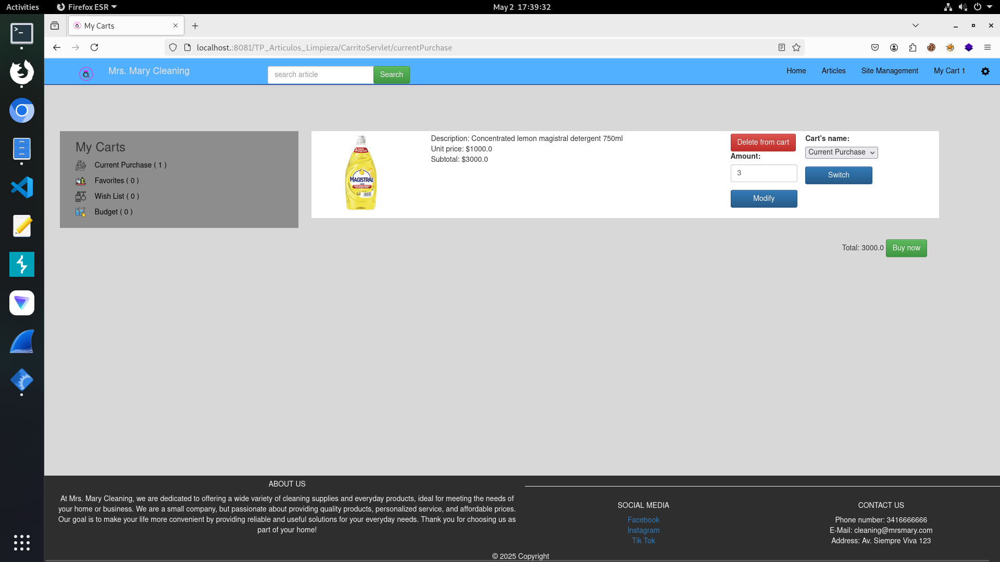 Activities
Firefox ESR
May 2 17:39:32
My Carts
localhost.:8081/TP_Articulos_Limpieza/CarritoServlet/currentPurchase
Mrs. Mary Cleaning
search article
Search
Home
Articles
Site Management
My Cart 1
My Carts
Current Purchase ( 1 )
Favorites ( 0 )
Wish List ( 0 )
Budget ( 0 )
MAGISTRAL
Description: Concentrated lemon magistral detergent 750ml
Unit price: $1000.0
Subtotal: $3000.0
Delete from cart
Amount:
3
Modify
Cart's name:
Current Purchase
Switch
Total: 3000.0
Buy now
ABOUT US
At Mrs. Mary Cleaning, we are dedicated to offering a wide variety of cleaning supplies and everyday products, ideal for meeting the needs of
your home or business. We are a small company, but passionate about providing quality products, personalized service, and affordable prices.
Our goal is to make your life more convenient by providing reliable and useful solutions for your everyday needs. Thank you for choosing us as
part of your home!
SOCIAL MEDIA
Facebook
Instagram
Tik Tok
CONTACT US
Phone number: 3416666666
E-Mail: cleaning@mrsmary.com
Address: Av. Siempre Viva 123
© 2025 Copyright